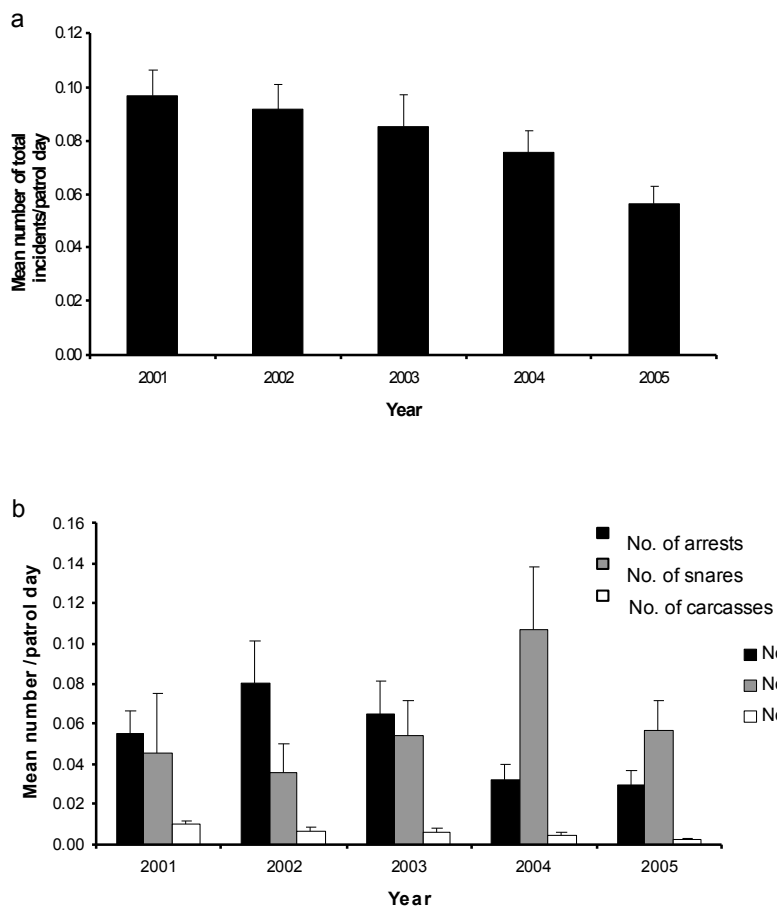 a
Mean number of total
incidents/patrol day
0.12
0.10
0.08
0.06
0.04
0.02
0.00
2001 2002 2003 2004 2005
Year
b
Mean number /patrol day
0.16
0.14
0.12
0.10
0.08
0.06
0.04
0.02
0.00
No. of arrests
No. of snares
No. of carcasses
2001 2002 2003 2004 2005
Year